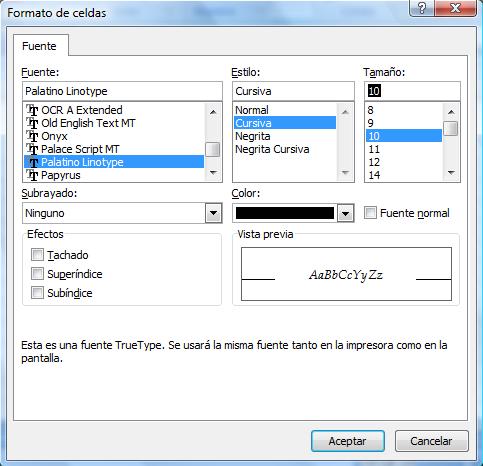 Formato de celdas
Fuente
Fuente: Estilo: Tamaño:
Palatino Linotype Cursiva 10
OCR A Extended Normal 8
Old English Text MT Cursiva 9
Onyx Negrita 10
Palace Script MT Negrita Cursiva 11
Palatino Linotype 12
Papyrus 14
Subrayado: Color:
Ninguno Fuente normal
Efectos Vista previa
Tachado
Superíndice AaBbCcYyZz
Subíndice
Esta es una fuente TrueType. Se usará la misma fuente tanto en la impresora como en la
pantalla.
Aceptar Cancelar